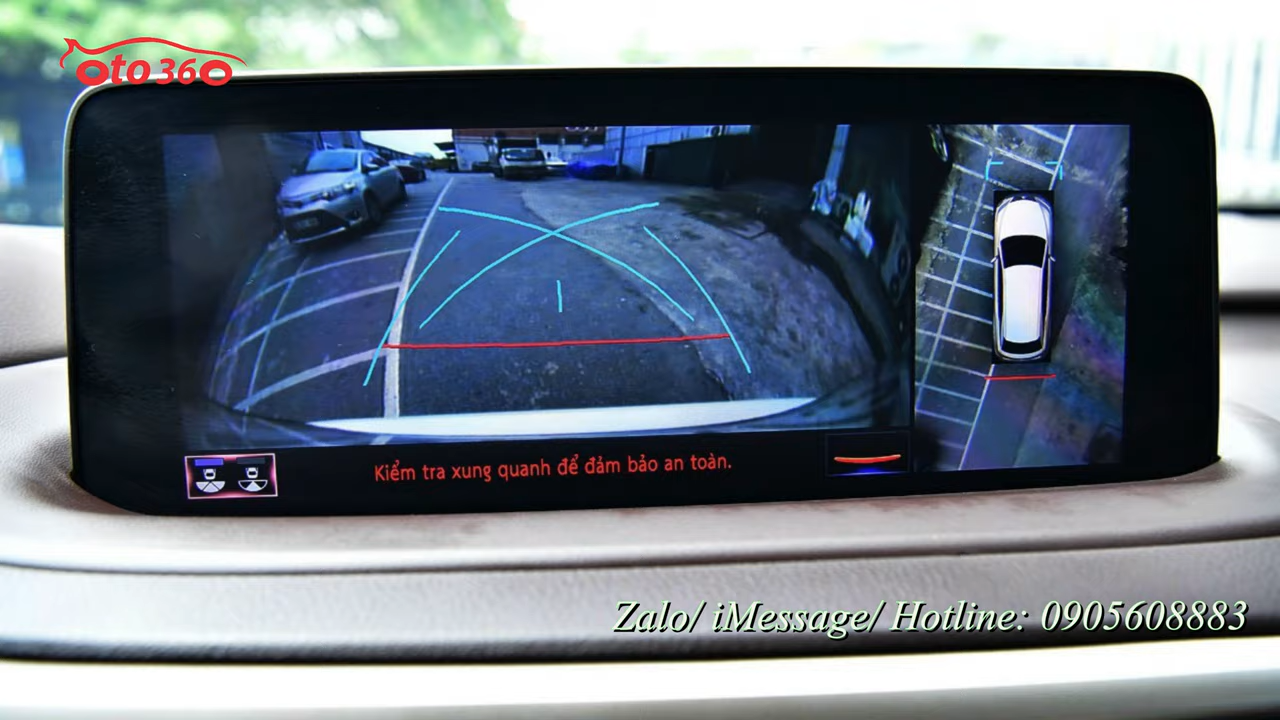 oto360
Kiểm tra xung quanh để đảm bảo an toàn.
Zalo/ iMessage/ Hotline: 0905608883